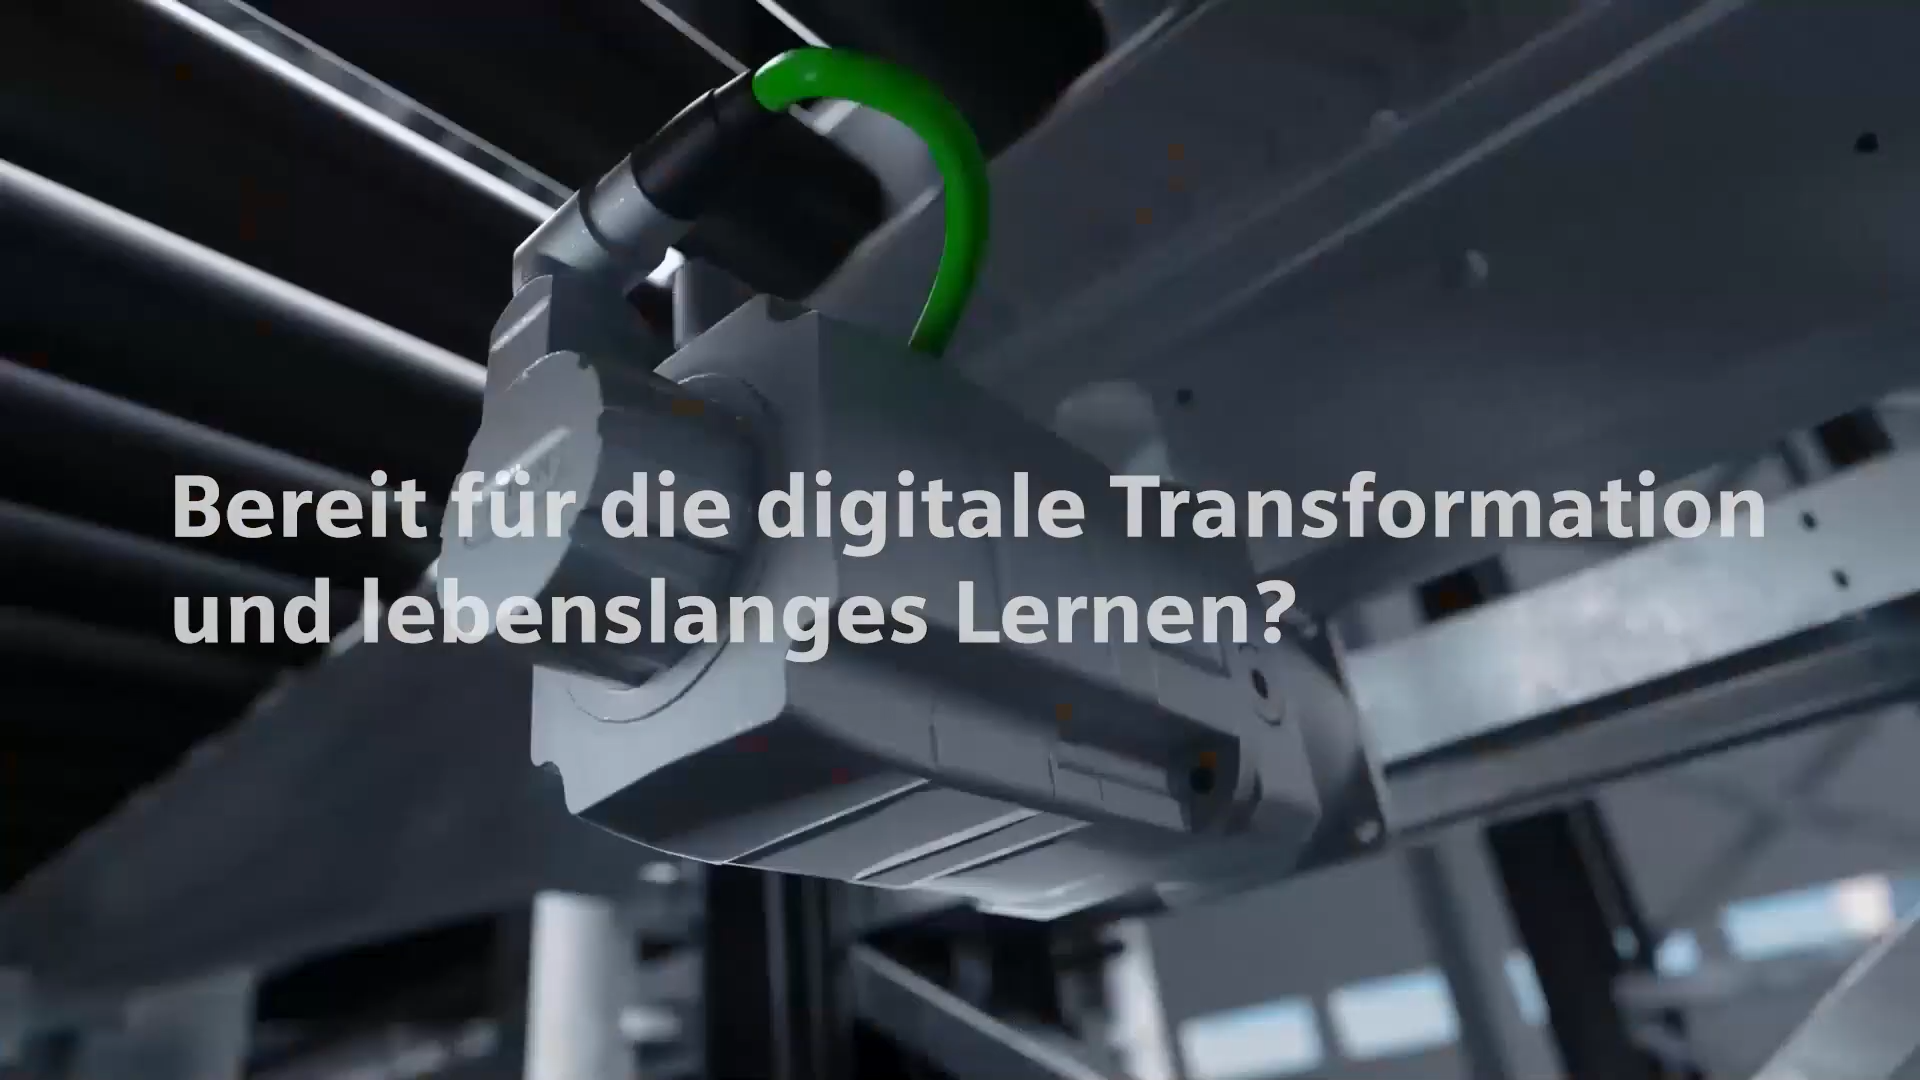 Bereit für die digitale Transformation
und lebenslanges Lernen?